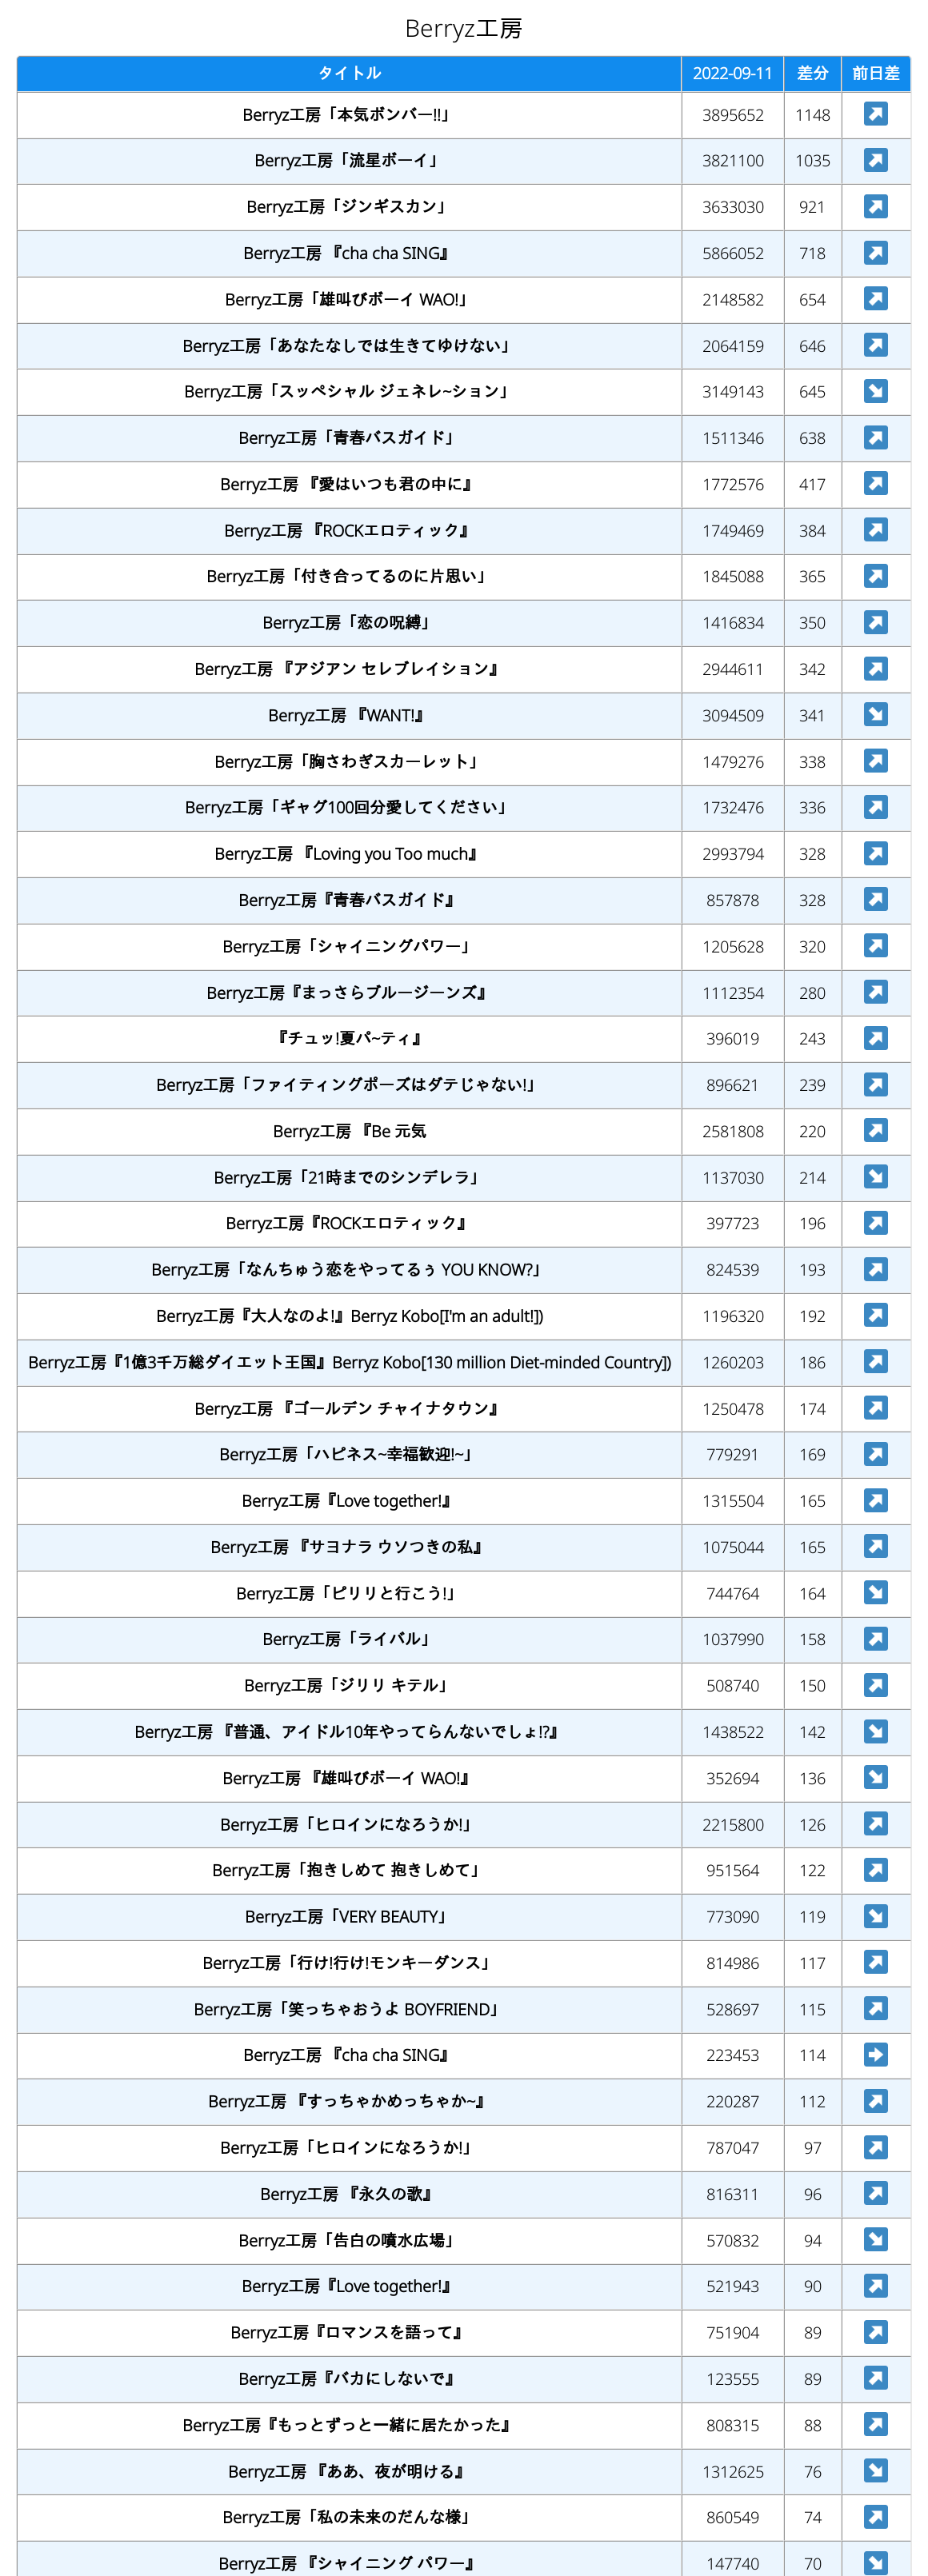 Berryz工房
タイトル 2022-09-11 差分 前日差
Berryz工房「本気ボンバー!!」 3895652 1148
Berryz工房「流星ボーイ」 3821100 1035
Berryz工房「ジンギスカン」 3633030 921
Berryz工房 『cha cha SING』 5866052 718
Berryz工房「雄叫びボーイ WAO!」 2148582 654
Berryz工房「あなたなしでは生きてゆけない」 2064159 646
Berryz工房「スッペシャル ジェネレ~ション」 3149143 645
Berryz工房「青春バスガイド」 1511346 638
Berryz工房 『愛はいつも君の中に』 1772576 417
Berryz工房 『ROCKエロティック』 1749469 384
Berryz工房「付き合ってるのに片思い」 1845088 365
Berryz工房「恋の呪縛」 1416834 350
Berryz工房 『アジアン セレブレイション』 2944611 342
Berryz工房 『WANT!』 3094509 341
Berryz工房「胸さわぎスカーレット」 1479276 338
Berryz工房「ギャグ100回分愛してください」 1732476 336
Berryz工房 『Loving you Too much』 2993794 328
Berryz工房『青春バスガイド』 857878 328
Berryz工房「シャイニングパワー」 1205628 320
Berryz工房『まっさらブルージーンズ』 1112354 280
『チュッ!夏パ~ティ』 396019 243
Berryz工房「ファイティングポーズはダテじゃない!」 896621 239
Berryz工房 『Be 元気 2581808 220
Berryz工房「21時までのシンデレラ」 1137030 214
Berryz工房『ROCKエロティック』 397723 196
Berryz工房「なんちゅう恋をやってるぅ YOU KNOW?」 824539 193
Berryz工房『大人なのよ!』Berryz Kobo[I'm an adult!]) 1196320 192
Berryz工房『1億3千万総ダイエット王国』Berryz Kobo[130 million Diet-minded Country]) 1260203 186
Berryz工房 『ゴールデン チャイナタウン』 1250478 174
Berryz工房「ハピネス~幸福歓迎!~」 779291 169
Berryz工房『Love together!』 1315504 165
Berryz工房 『サヨナラ ウソつきの私』 1075044 165
Berryz工房「ピリリと行こう!」 744764 164
Berryz工房「ライバル」 1037990 158
Berryz工房「ジリリ キテル」 508740 150
Berryz工房 『普通、アイドル10年やってらんないでしょ!?』 1438522 142
Berryz工房 『雄叫びボーイ WAO!』 352694 136
Berryz工房「ヒロインになろうか!」 2215800 126
Berryz工房「抱きしめて 抱きしめて」 951564 122
Berryz工房「VERY BEAUTY」 773090 119
Berryz工房「行け!行け!モンキーダンス」 814986 117
Berryz工房「笑っちゃおうよ BOYFRIEND」 528697 115
Berryz工房 『cha cha SING』 223453 114
Berryz工房 『すっちゃかめっちゃか~』 220287 112
Berryz工房「ヒロインになろうか!」 787047 97
Berryz工房 『永久の歌』 816311 96
Berryz工房「告白の噴水広場」 570832 94
Berryz工房『Love together!』 521943 90
Berryz工房『ロマンスを語って』 751904 89
Berryz工房『バカにしないで』 123555 89
Berryz工房『もっとずっと一緒に居たかった』 808315 88
Berryz工房 『ああ、夜が明ける』 1312625 76
Berryz工房「私の未来のだんな様」 860549 74
Berryz工房 『シャイニング パワー』 147740 70